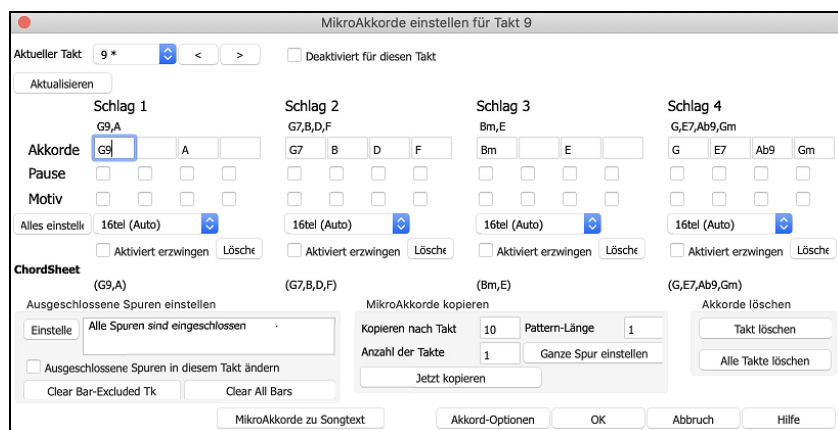 MikroAkkorde einstellen für Takt 9
Aktueller Takt 9 * < > Deaktiviert für diesen Takt
Aktualisieren
Schlag 1 Schlag 2 Schlag 3 Schlag 4
G9,A G7,B,D,F Bm,E G,E7,Ab9,Gm
Akkorde G9 A G7 B D F Bm E G E7 Ab9 Gm
Pause
Motiv
Alles einstelle 16tel (Auto) 16tel (Auto) 16tel (Auto) 16tel (Auto)
Aktiviert erzwingen Lösche Aktiviert erzwingen Lösche Aktiviert erzwingen Lösche Aktiviert erzwingen Lösche
ChordSheet
(G9,A) (G7,B,D,F) (Bm,E) (G,E7,Ab9,Gm)
Ausgeschlossene Spuren einstellen MikroAkkorde kopieren Akkorde löschen
Einstelle Alle Spuren sind eingeschlossen . Kopieren nach Takt 10 Pattern-Länge 1 Takt löschen
Anzahl der Takte 1 Ganze Spur einstellen Alle Takte löschen
Ausgeschlossene Spuren in diesem Takt ändern Jetzt kopieren
Clear Bar-Excluded Tk Clear All Bars
MikroAkkorde zu Songtext Akkord-Optionen OK Abbruch Hilfe